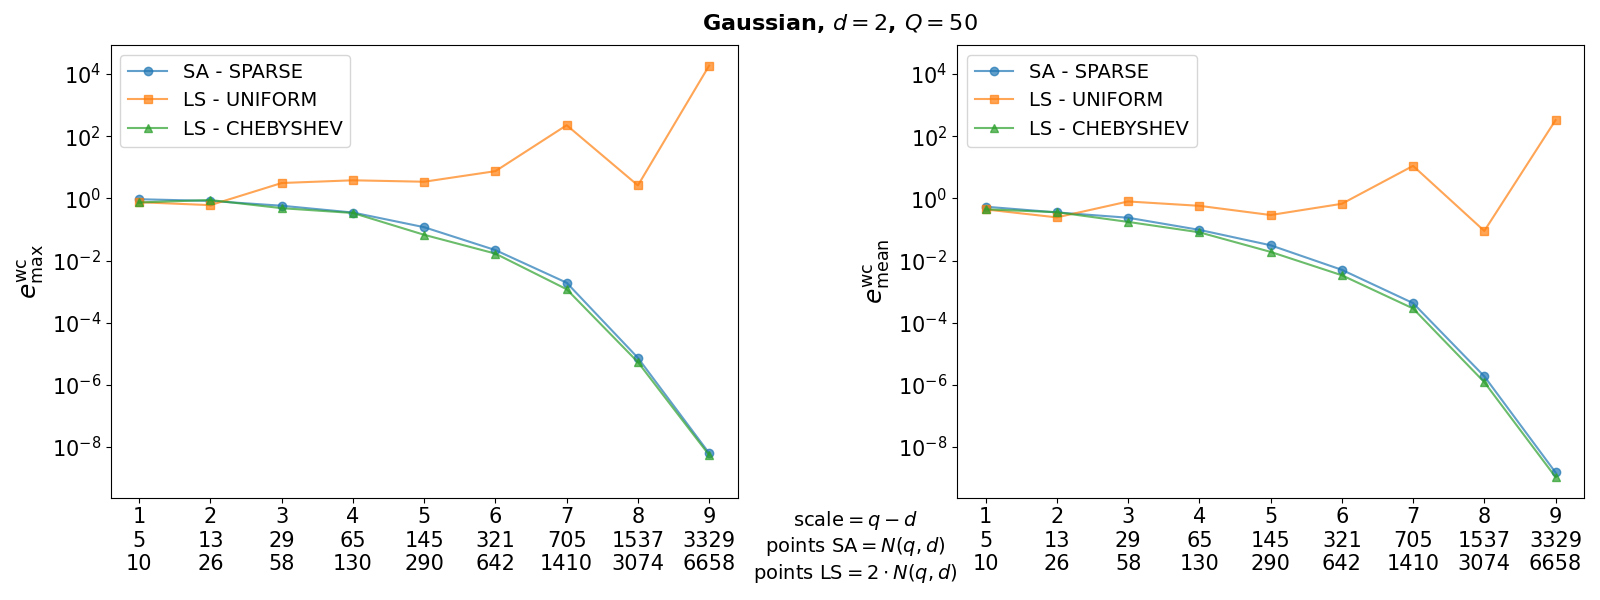 Gaussian, d = 2, Q = 50
SA - SPARSE
LS - UNIFORM
LS - CHEBYSHEV
10^4
10^2
10^0
10^-2
10^-4
10^-6
10^-8
e^wc_max
1 2 3 4 5 6 7 8 9
5 13 29 65 145 321 705 1537 3329
10 26 58 130 290 642 1410 3074 6658
scale = q − d
points SA = N(q, d)
points LS = 2 · N(q, d)
SA - SPARSE
LS - UNIFORM
LS - CHEBYSHEV
10^4
10^2
10^0
10^-2
10^-4
10^-6
10^-8
e^wc_mean
1 2 3 4 5 6 7 8 9
5 13 29 65 145 321 705 1537 3329
10 26 58 130 290 642 1410 3074 6658